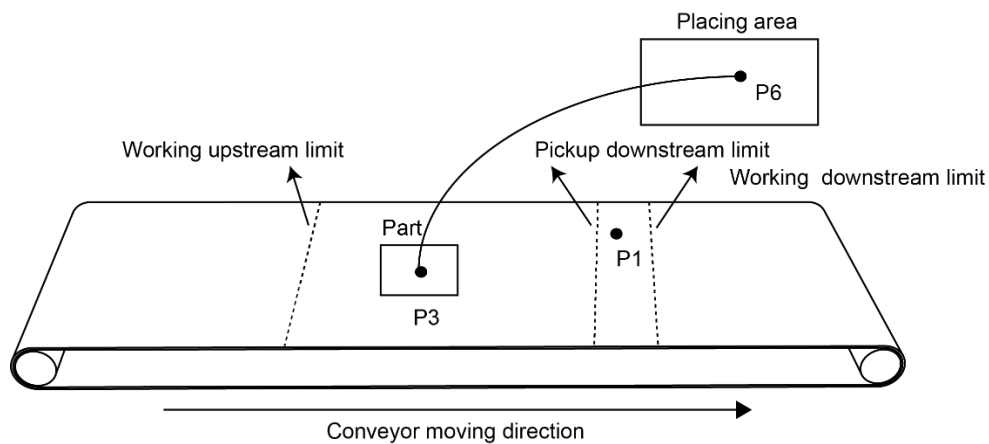 Placing area
P6
Working upstream limit
Pickup downstream limit
Working  downstream limit
Part
P1
P3
Conveyor moving direction